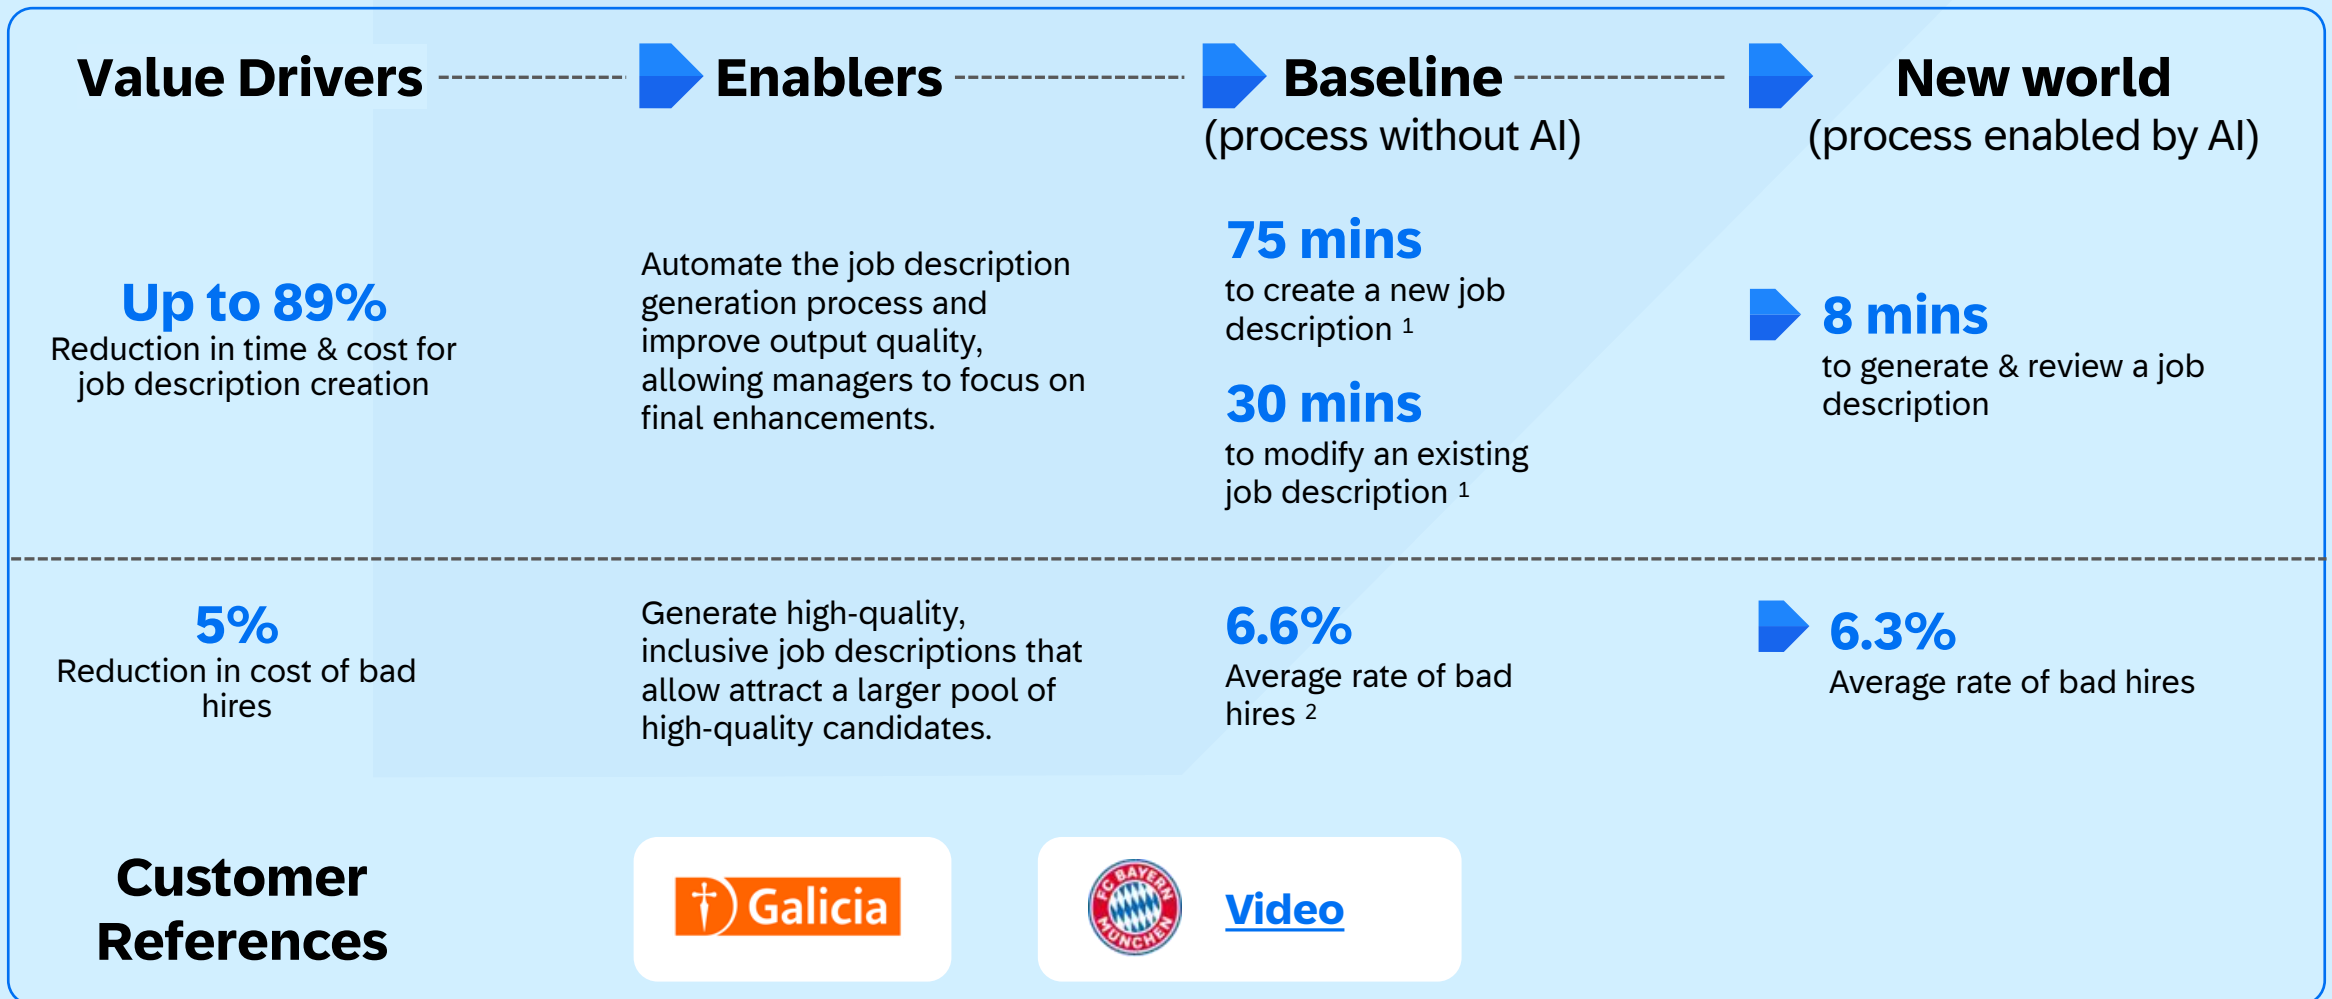 Value Drivers
Enablers
Baseline
(process without AI)
New world
(process enabled by AI)
Up to 89%
Reduction in time & cost for
job description creation
Automate the job description
generation process and
improve output quality,
allowing managers to focus on
final enhancements.
75 mins
to create a new job
description 1
30 mins
to modify an existing
job description 1
8 mins
to generate & review a job
description
5%
Reduction in cost of bad
hires
Generate high-quality,
inclusive job descriptions that
allow attract a larger pool of
high-quality candidates.
6.6%
Average rate of bad
hires 2
6.3%
Average rate of bad hires
Customer
References
Galicia
FC BAYERN
MÜNCHEN
Video